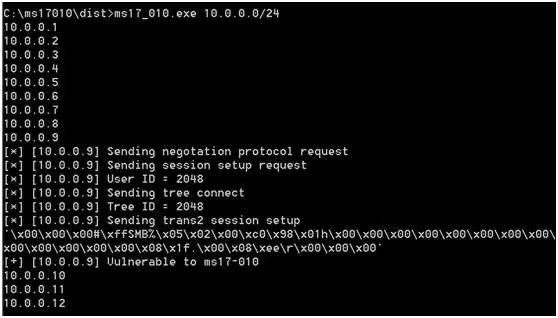 C:\ms17010\dist>ms17_010.exe 10.0.0.0/24
10.0.0.1
10.0.0.2
10.0.0.3
10.0.0.4
10.0.0.5
10.0.0.6
10.0.0.7
10.0.0.8
10.0.0.9
[*] [10.0.0.9] Sending negotation protocol request
[*] [10.0.0.9] Sending session setup request
[*] [10.0.0.9] User ID = 2048
[*] [10.0.0.9] Sending tree connect
[*] [10.0.0.9] Tree ID = 2048
[*] [10.0.0.9] Sending trans2 session setup
'\x00\x00\x00#\xffSMB%\x05\x02\x00\xc0\x98\x01h\x00\x00\x00\x00\x00\x00\x00\x00\
x00\x00\x00\x00\x00\x08\x1f.\x00\x08\xee\r\x00\x00\x00'
[+] [10.0.0.9] Vulnerable to ms17-010
10.0.0.10
10.0.0.11
10.0.0.12